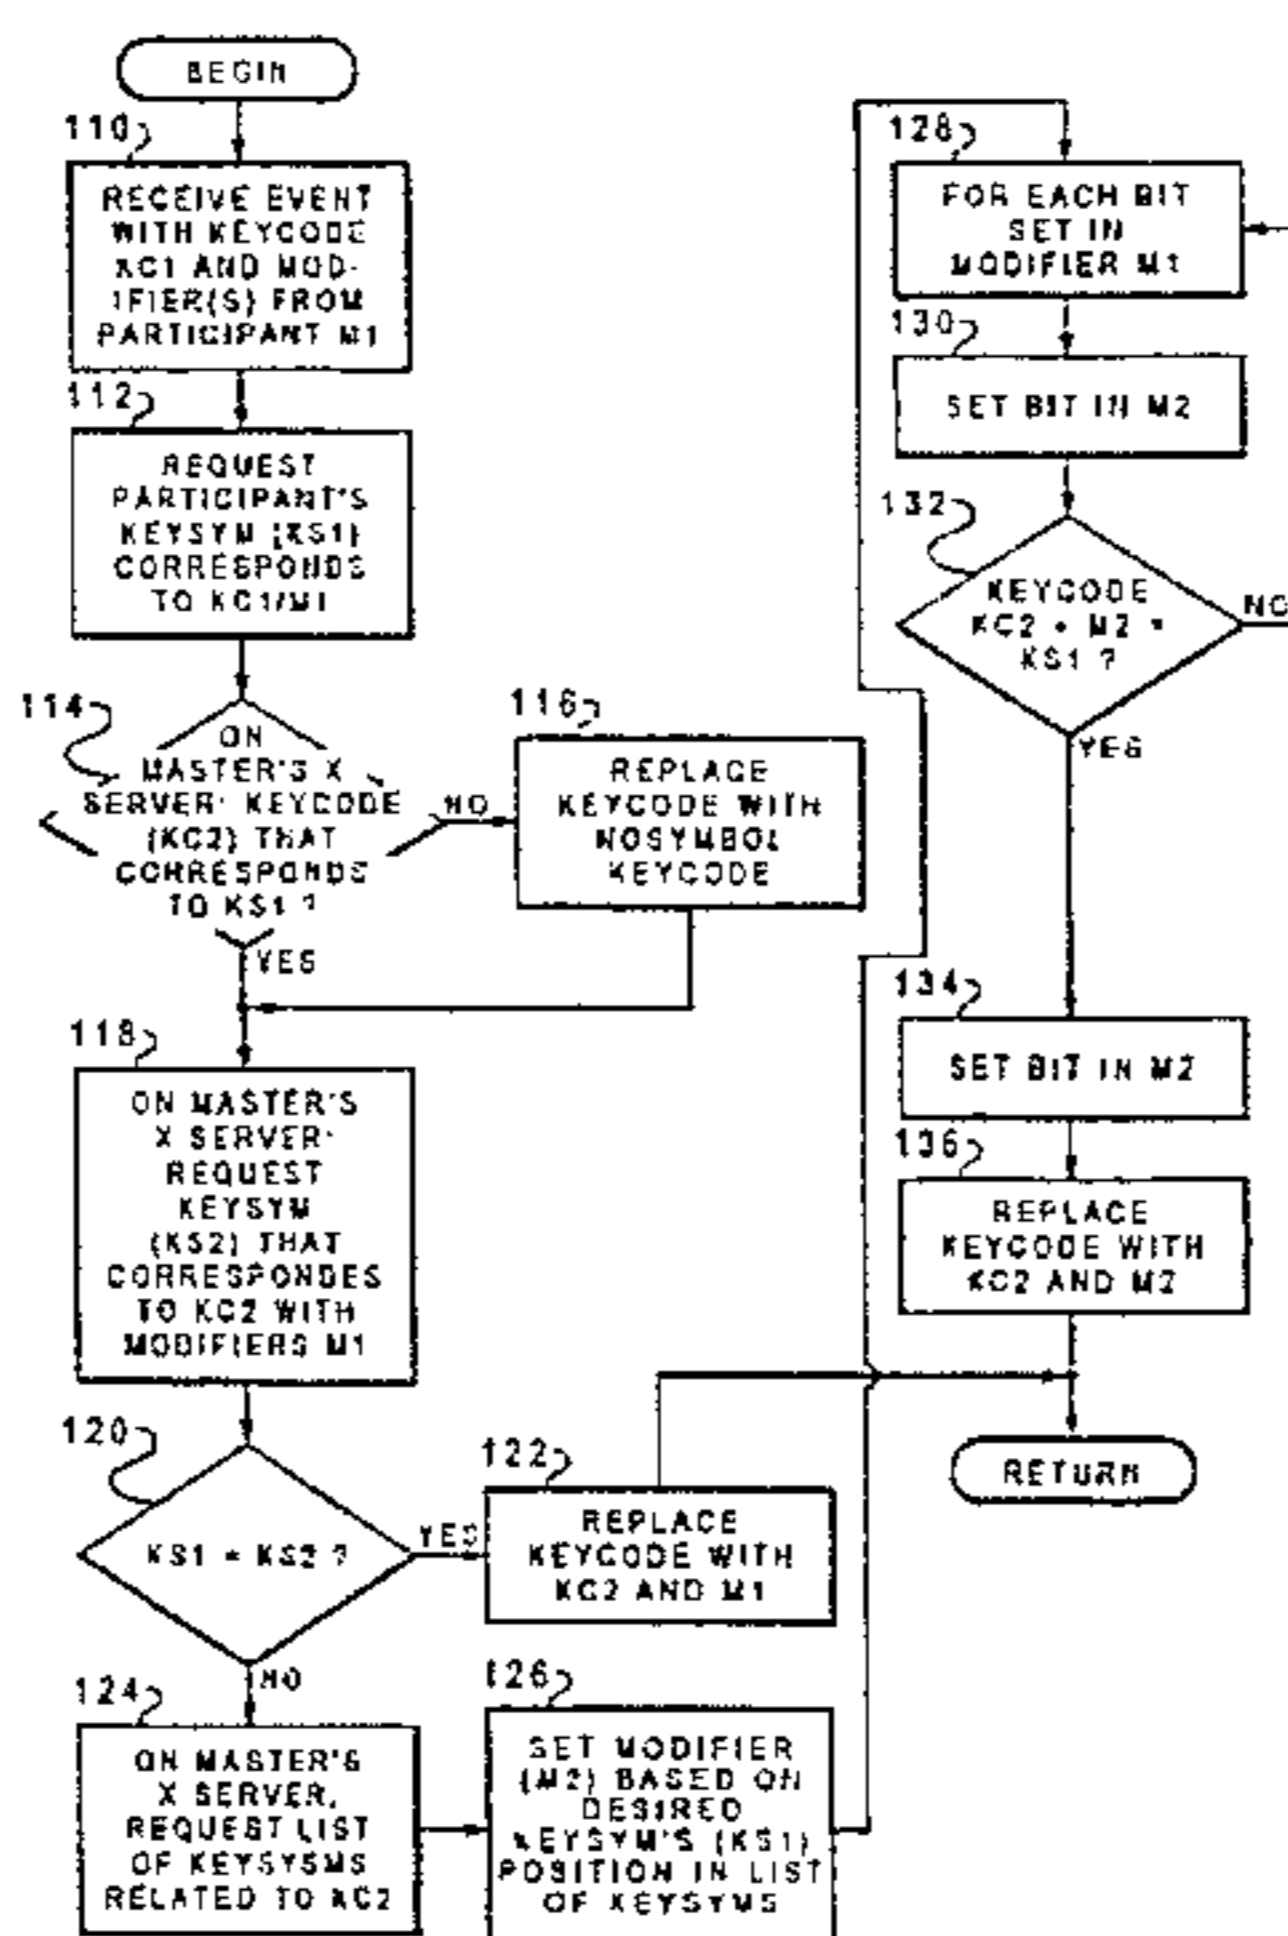 BEGIN
110
RECEIVE EVENT
WITH KEYCODE
KC1 AND MOD-
IFIER(S) FROM
PARTICIPANT M1
112
REQUEST
PARTICIPANT'S
KEYSYM (KS1)
CORRESPONDS
TO KC1/M1
114
ON
MASTER'S X
SERVER: KEYCODE
(KC2) THAT
CORRESPONDS
TO KS1 ?
NO
YES
116
REPLACE
KEYCODE WITH
NOSYMBOL
KEYCODE
118
ON MASTER'S
X SERVER:
REQUEST
KEYSYM
(KS2) THAT
CORRESPONDES
TO KC2 WITH
MODIFIERS M1
120
KS1 = KS2 ?
YES
NO
122
REPLACE
KEYCODE WITH
KC2 AND M1
124
ON MASTER'S
X SERVER,
REQUEST LIST
OF KEYSYSMS
RELATED TO KC2
126
SET MODIFIER
(M2) BASED ON
DESIRED
KEYSYM'S (KS1)
POSITION IN LIST
OF KEYSYMS
128
FOR EACH BIT
SET IN
MODIFIER M1
130
SET BIT IN M2
132
KEYCODE
KC2 + M2 =
KS1 ?
NO
YES
134
SET BIT IN M2
136
REPLACE
KEYCODE WITH
KC2 AND M2
RETURN